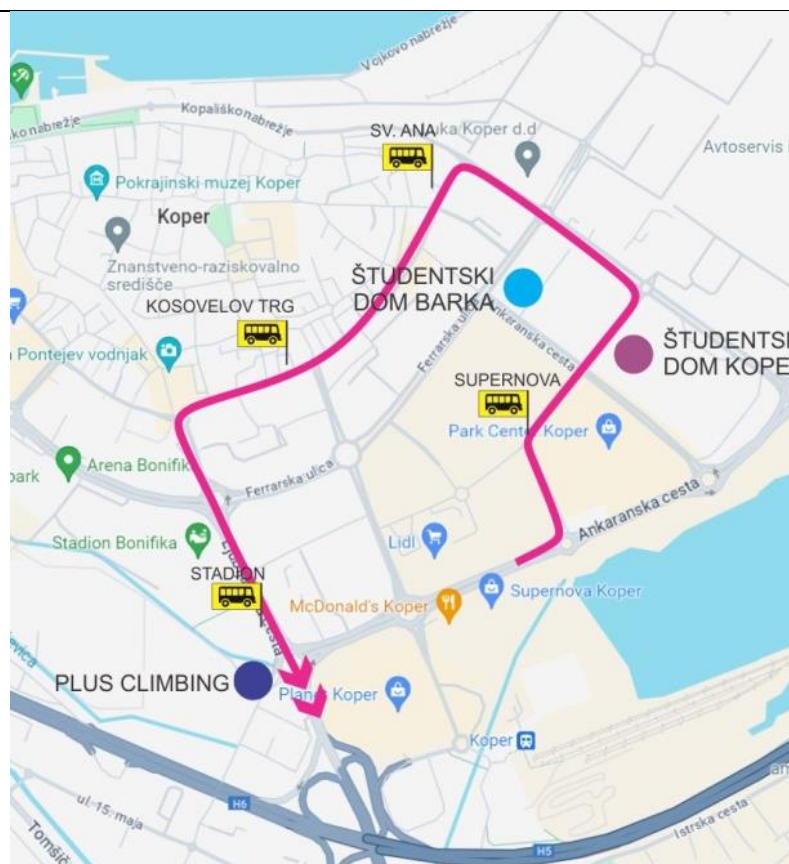 Vojkovo nabrežje
Kopališko nabrežje
ko nabrežje
SV. ANA
uka Koper d.d
Avtoservis
Pokrajinski muzej Koper
Koper
Znanstveno-raziskovalno
središče
ŠTUDENTSKI
DOM BARKA
KOSOVELOV TRG
Ankaranska cesta
Ferrarska ulica
ŠTUDENTSKI
DOM KOPE
a Pontejev vodnjak
SUPERNOVA
Park Center Koper
park
Arena Bonifika
Ferrarska ulica
Ankaranska cesta
Stadion Bonifika
Lidl
STADION
McDonald's Koper
Supernova Koper
PLUS CLIMBING
Planet Koper
Koper
H6
ul. 15. maja
H5
Istrska cesta
Tomšič